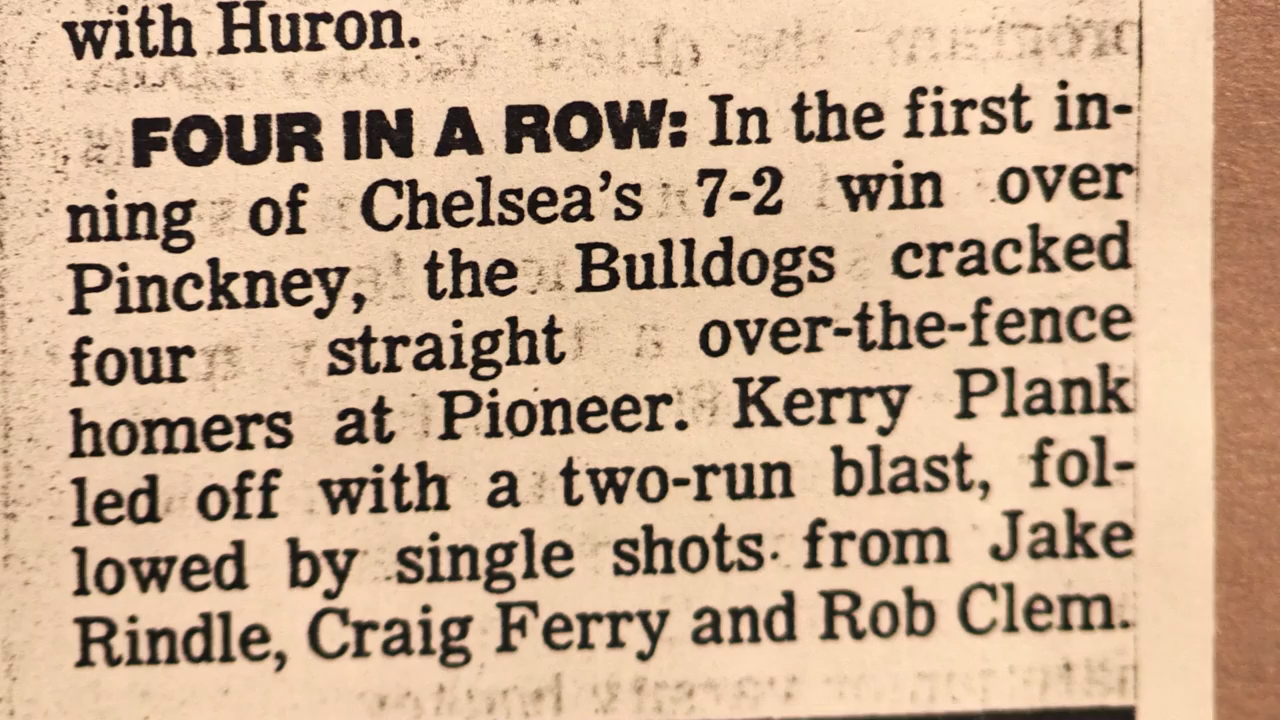 with Huron.
FOUR IN A ROW: In the first in-
ning of Chelsea's 7-2 win over
Pinckney, the Bulldogs cracked
four straight over-the-fence
homers at Pioneer. Kerry Plank
led off with a two-run blast, fol-
lowed by single shots from Jake
Rindle, Craig Ferry and Rob Clem.